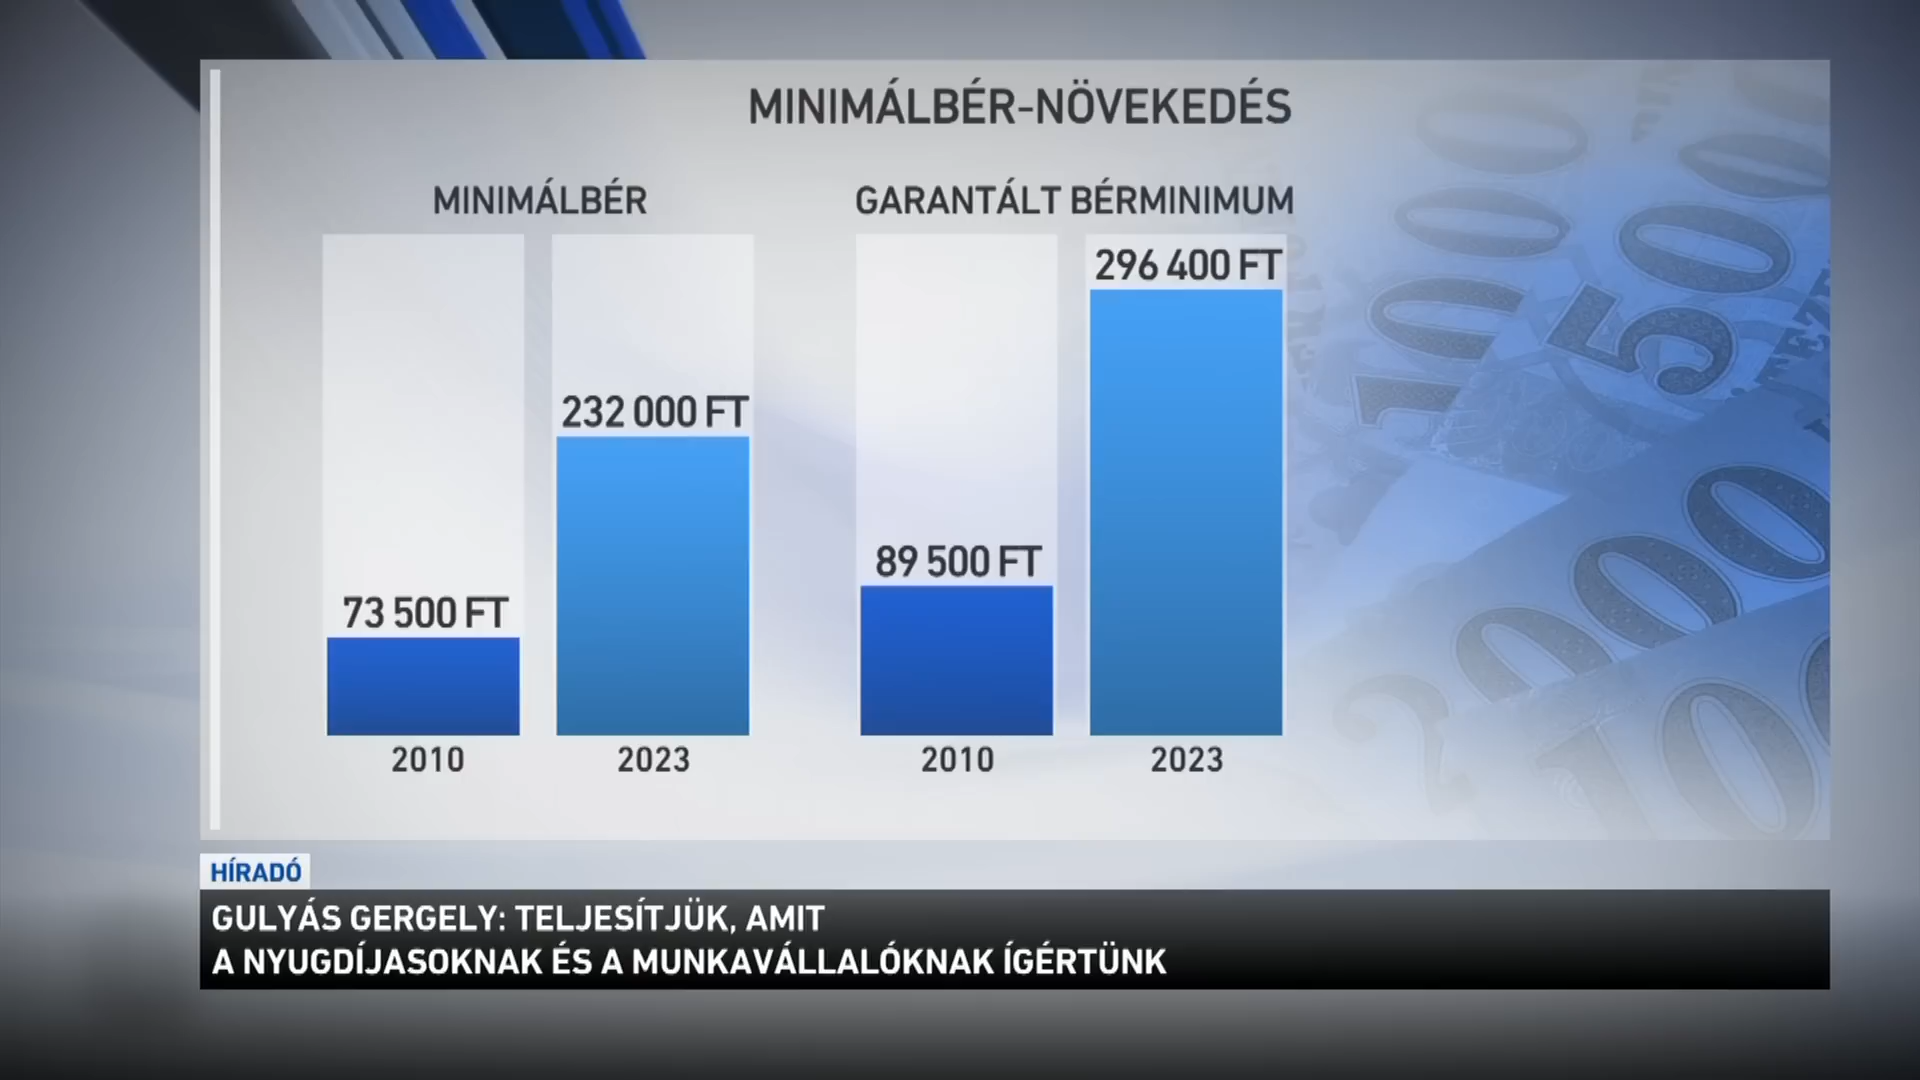 MINIMÁLBÉR-NÖVEKEDÉS
MINIMÁLBÉR
GARANTÁLT BÉRMINIMUM
73 500 FT
232 000 FT
89 500 FT
296 400 FT
2010
2023
2010
2023
HÍRADÓ
GULYÁS GERGELY: TELJESÍTJÜK, AMIT
A NYUGDÍJASOKNAK ÉS A MUNKAVÁLLALÓKNAK ÍGÉRTÜNK